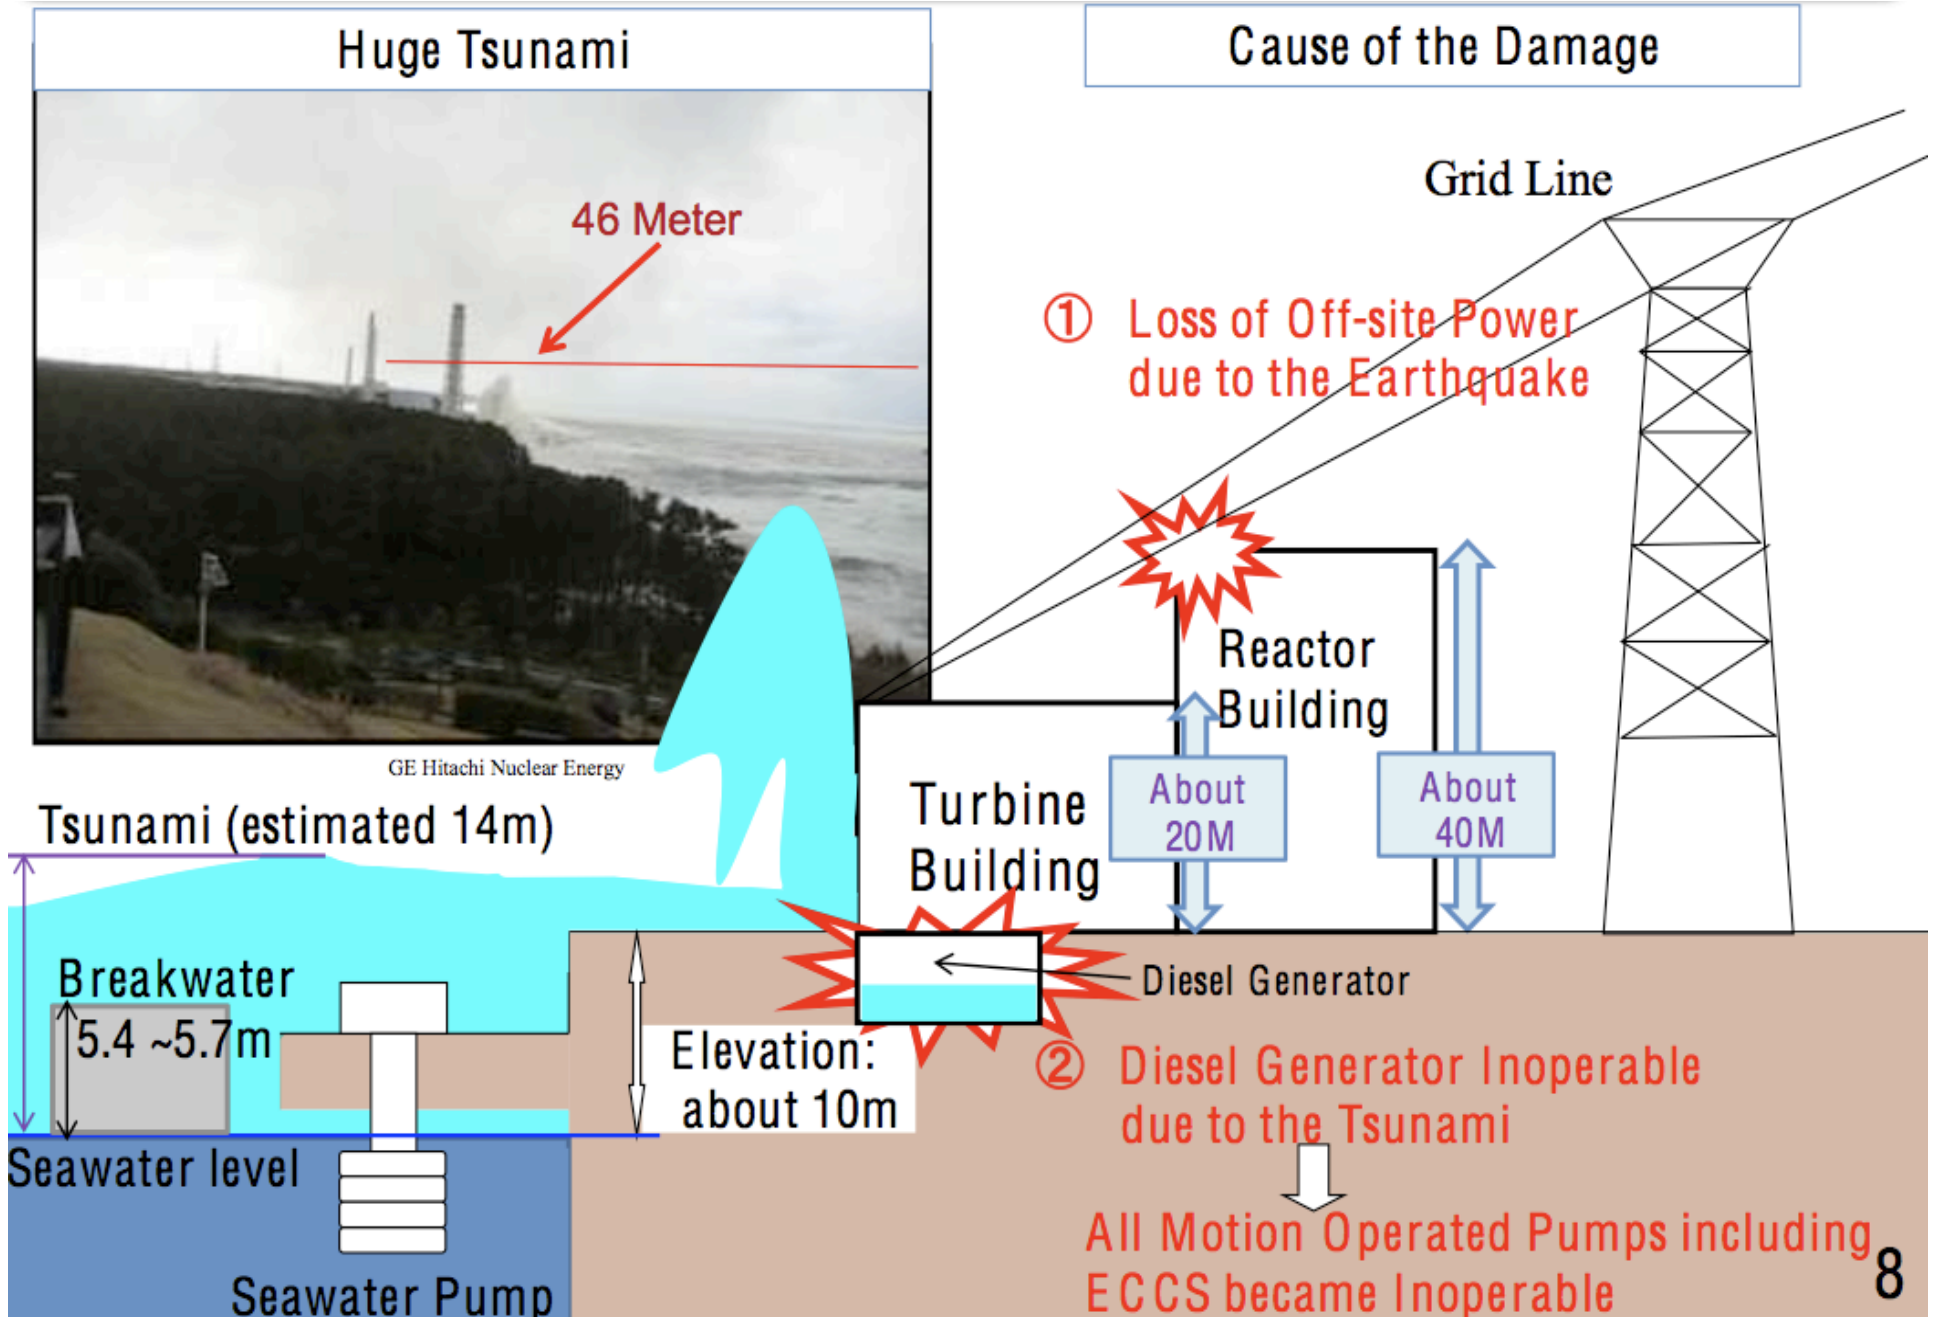 Huge Tsunami
Cause of the Damage
46 Meter
Grid Line
① Loss of Off-site Power
due to the Earthquake
Reactor
Building
GE Hitachi Nuclear Energy
Turbine
Building
About
20M
About
40M
Tsunami (estimated 14m)
Breakwater
5.4 ~5.7m
Diesel Generator
Elevation:
about 10m
② Diesel Generator Inoperable
due to the Tsunami
Seawater level
All Motion Operated Pumps including
ECCS became Inoperable
Seawater Pump
8